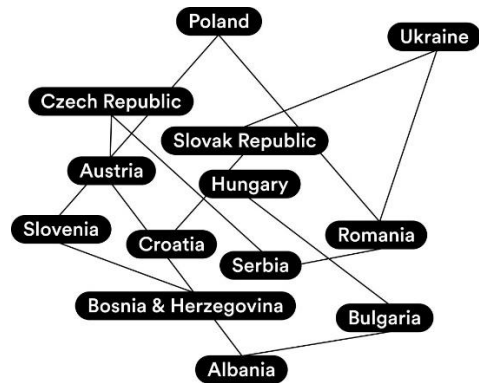 Poland
Ukraine
Czech Republic
Slovak Republic
Austria
Hungary
Slovenia
Croatia
Romania
Serbia
Bosnia & Herzegovina
Bulgaria
Albania